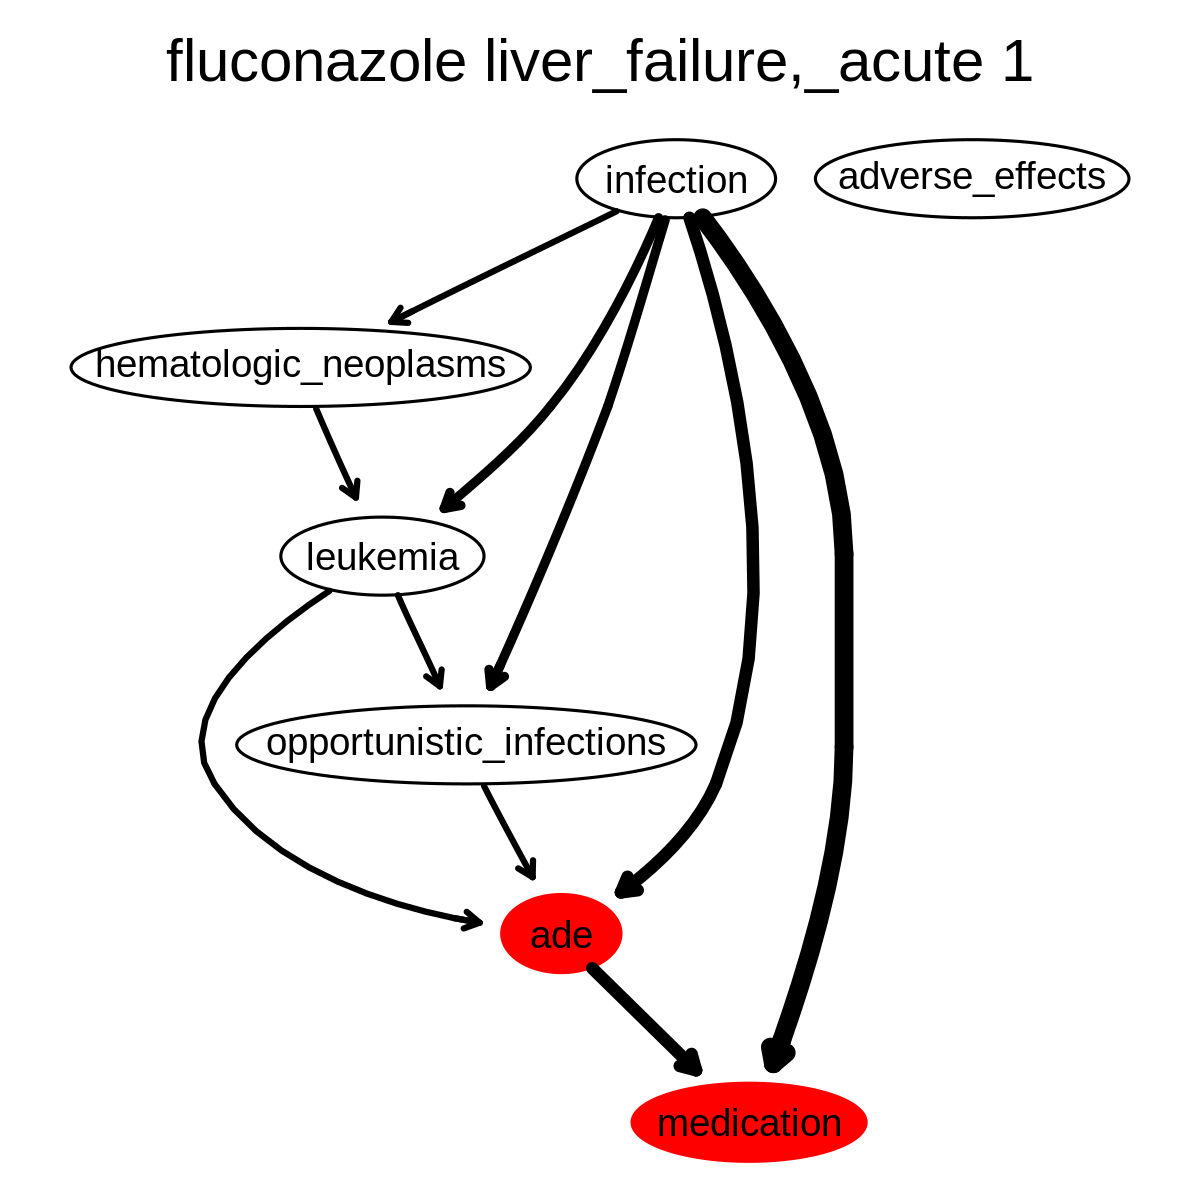 fluconazole liver_failure,_acute 1
infection
adverse_effects
hematologic_neoplasms
leukemia
opportunistic_infections
ade
medication